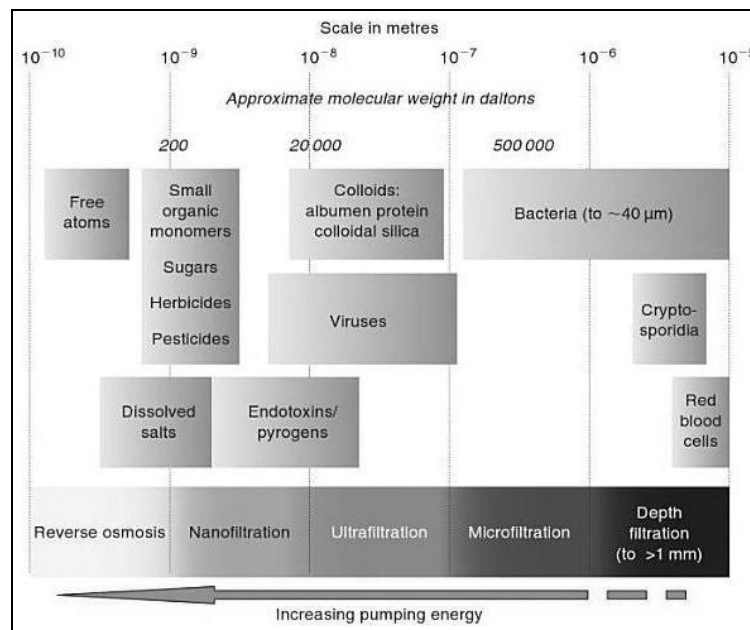 Scale in metres
10⁻¹⁰ 10⁻⁹ 10⁻⁸ 10⁻⁷ 10⁻⁶ 10⁻⁵
Approximate molecular weight in daltons
200 20 000 500 000
Free
atoms
Small
organic
monomers
Sugars
Herbicides
Pesticides
Colloids:
albumen protein
colloidal silica
Bacteria (to ~40 µm)
Viruses
Crypto-
sporidia
Dissolved
salts
Endotoxins/
pyrogens
Red
blood
cells
Reverse osmosis
Nanofiltration
Ultrafiltration
Microfiltration
Depth
filtration
(to >1 mm)
Increasing pumping energy